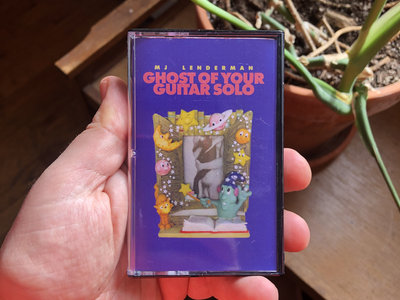 MJ LENDERMAN
GHOST OF YOUR
GUITAR SOLO